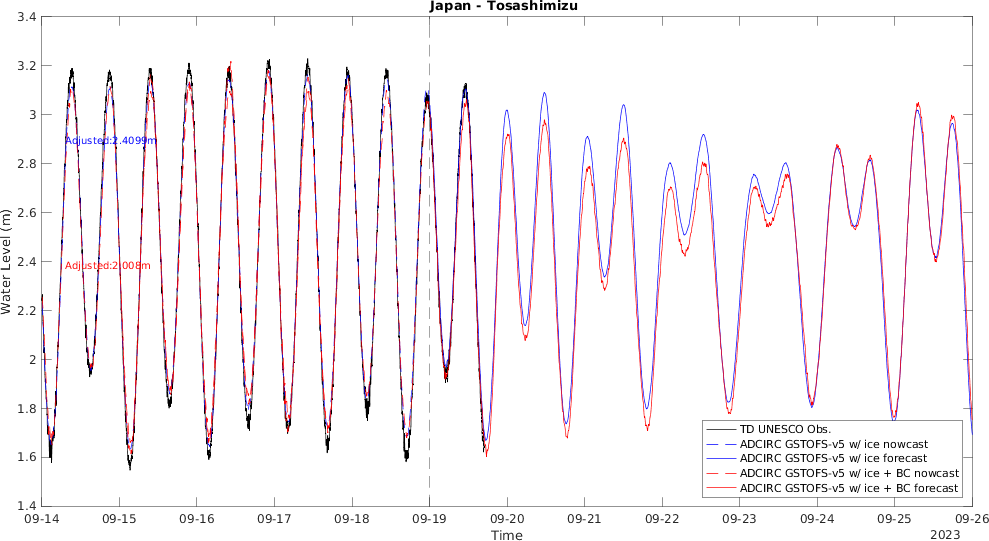 Japan - Tosashimizu
3.4
3.2
3
2.8
2.6
2.4
2.2
2
1.8
1.6
1.4
Water Level (m)
Adjusted:2.4099m
Adjusted:2.008m
TD UNESCO Obs.
ADCIRC GSTOFS-v5 w/ ice nowcast
ADCIRC GSTOFS-v5 w/ ice forecast
ADCIRC GSTOFS-v5 w/ ice + BC nowcast
ADCIRC GSTOFS-v5 w/ ice + BC forecast
09-14 09-15 09-16 09-17 09-18 09-19 09-20 09-21 09-22 09-23 09-24 09-25 09-26
Time
2023